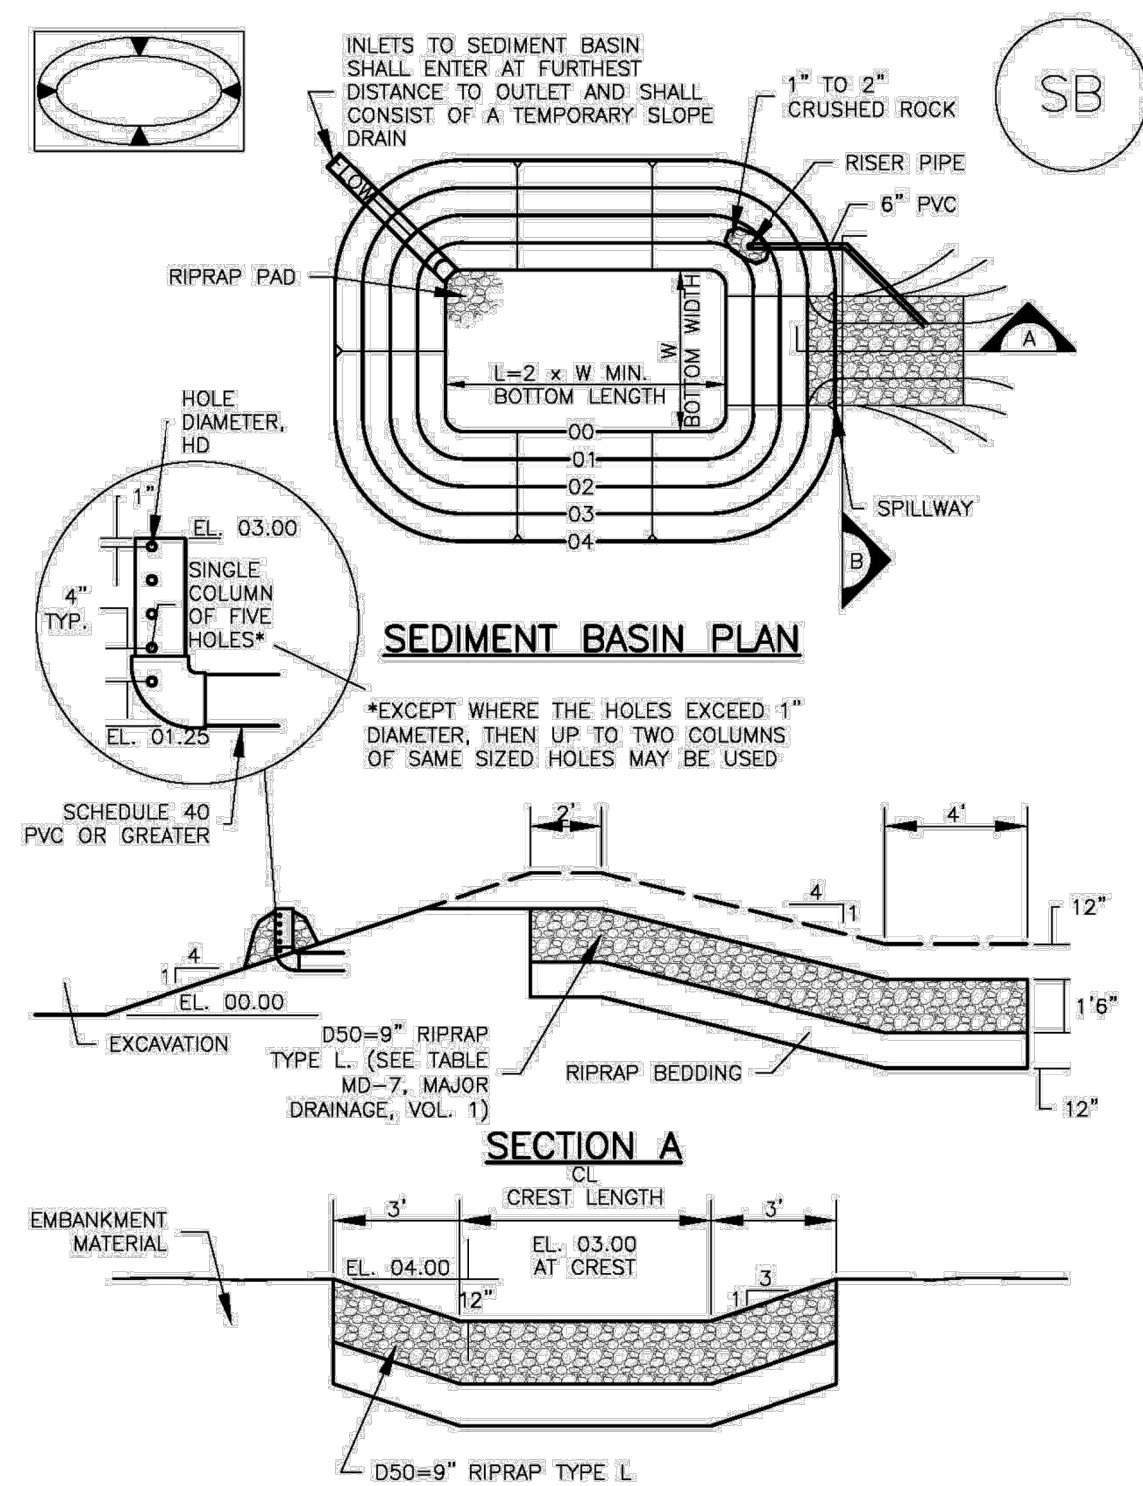 INLETS TO SEDIMENT BASIN
SHALL ENTER AT FURTHEST
DISTANCE TO OUTLET AND SHALL
CONSIST OF A TEMPORARY SLOPE
DRAIN
1" TO 2"
CRUSHED ROCK
SB
RISER PIPE
6" PVC
FLOW
RIPRAP PAD
W
BOTTOM WIDTH
A
L=2 x W MIN.
BOTTOM LENGTH
00
01
02
03
04
SPILLWAY
B
HOLE
DIAMETER,
HD
1"
EL. 03.00
4"
TYP.
SINGLE
COLUMN
OF FIVE
HOLES*
EL. 01.25
SEDIMENT BASIN PLAN
*EXCEPT WHERE THE HOLES EXCEED 1"
DIAMETER, THEN UP TO TWO COLUMNS
OF SAME SIZED HOLES MAY BE USED
SCHEDULE 40
PVC OR GREATER
2'
4'
4
1
12"
4
1
EL. 00.00
1'6"
EXCAVATION
D50=9" RIPRAP
TYPE L. (SEE TABLE
MD-7, MAJOR
DRAINAGE, VOL. 1)
RIPRAP BEDDING
12"
SECTION A
CL
CREST LENGTH
3'
3'
EMBANKMENT
MATERIAL
EL. 04.00
EL. 03.00
AT CREST
12"
3
1
D50=9" RIPRAP TYPE L